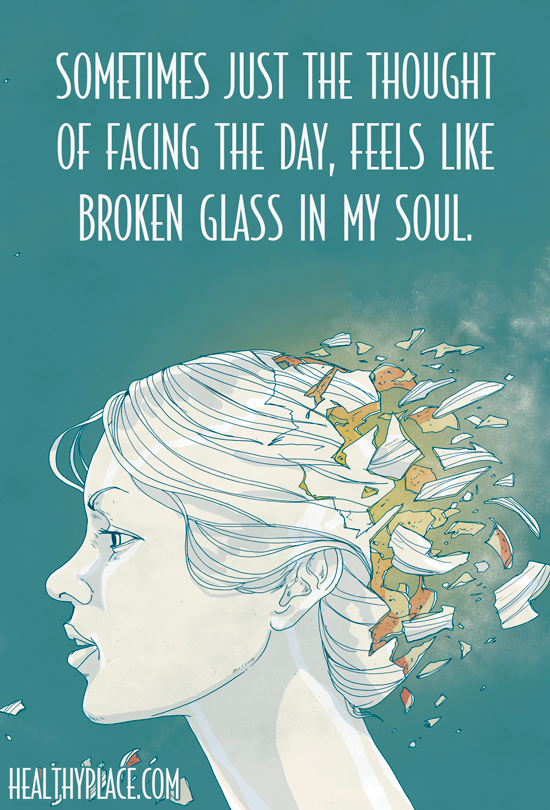 SOMETIMES JUST THE THOUGHT
OF FACING THE DAY, FEELS LIKE
BROKEN GLASS IN MY SOUL.
HEALTHYPLACE.COM